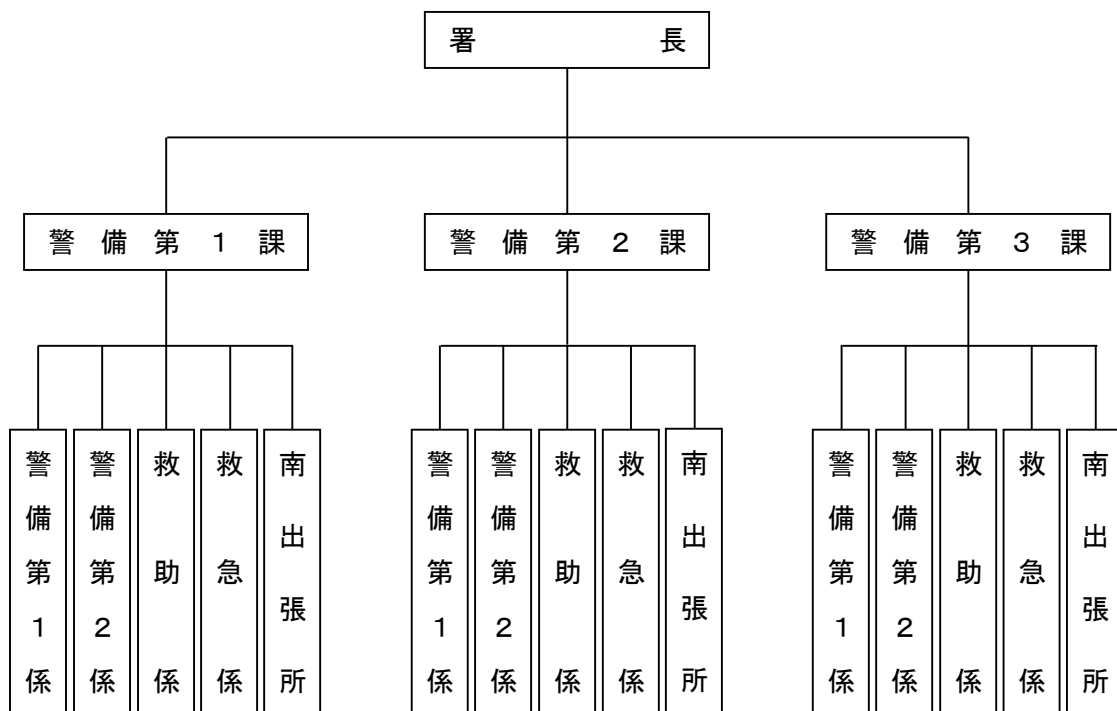 署長
警備第１課
警備第２課
警備第３課
警備第１係
警備第２係
救助係
救急係
南出張所
警備第１係
警備第２係
救助係
救急係
南出張所
警備第１係
警備第２係
救助係
救急係
南出張所